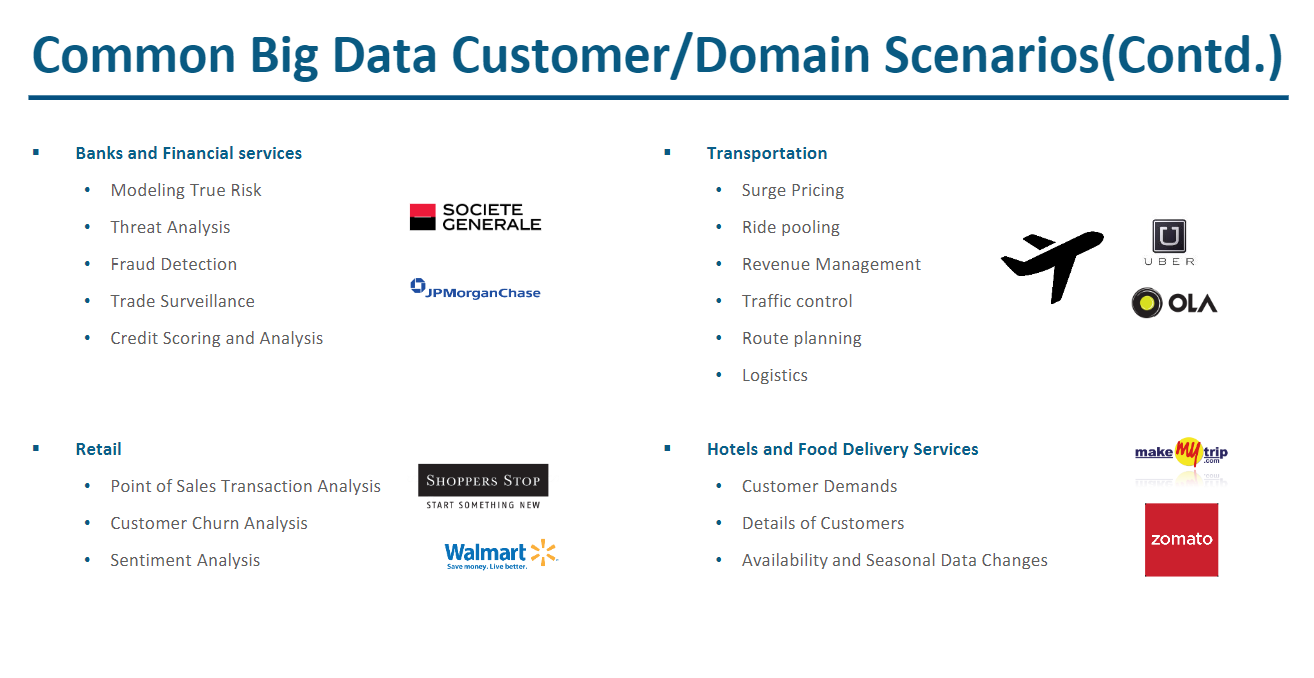 Common Big Data Customer/Domain Scenarios(Contd.)
Banks and Financial services
Modeling True Risk
Threat Analysis
Fraud Detection
Trade Surveillance
Credit Scoring and Analysis
SOCIETE
GENERALE
JPMorganChase
Transportation
Surge Pricing
Ride pooling
Revenue Management
Traffic control
Route planning
Logistics
U
UBER
OLA
Retail
Point of Sales Transaction Analysis
Customer Churn Analysis
Sentiment Analysis
SHOPPERS STOP
START SOMETHING NEW
Walmart
Save money. Live better.
Hotels and Food Delivery Services
Customer Demands
Details of Customers
Availability and Seasonal Data Changes
make my trip
.com
zomato